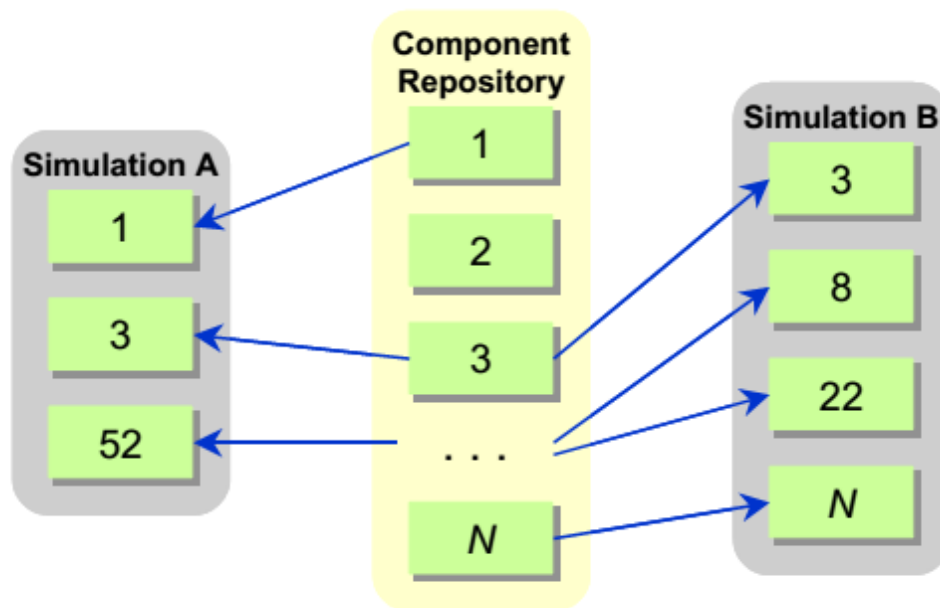 Simulation A
1
3
52
Component
Repository
1
2
3
. . .
N
Simulation B
3
8
22
N